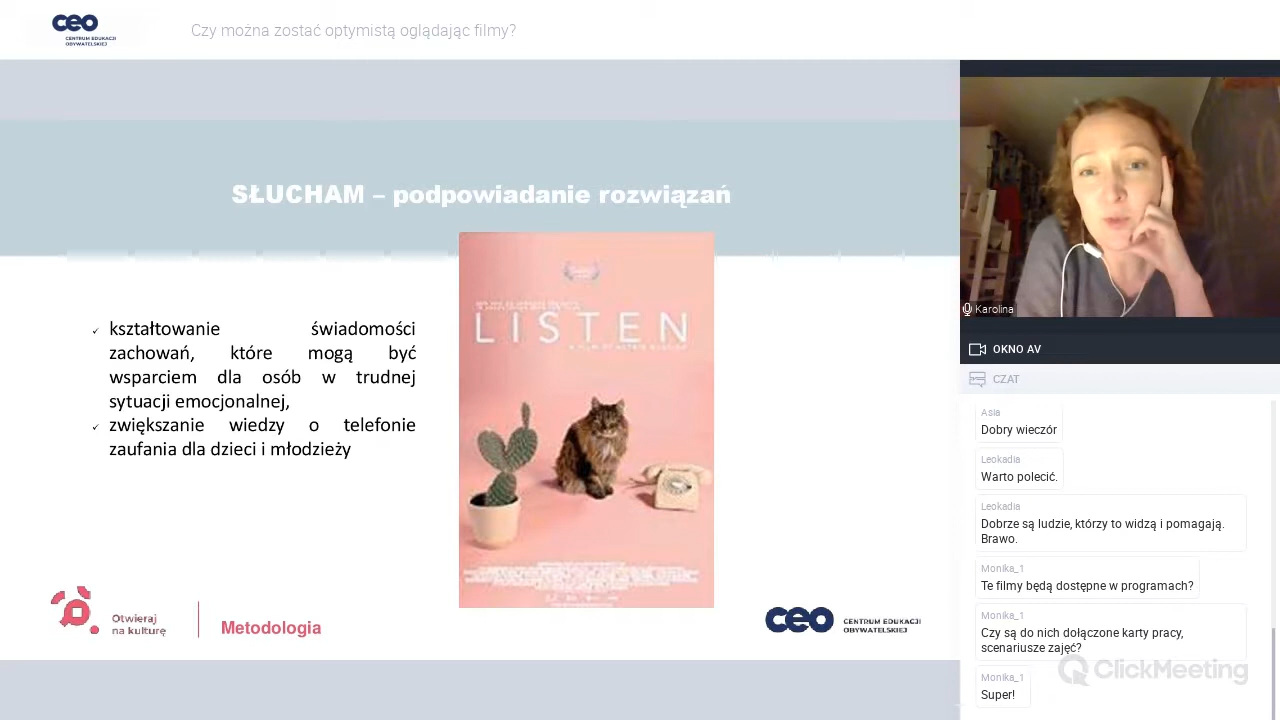 ceo
CENTRUM EDUKACJI
OBYWATELSKIEJ
Czy można zostać optymistą oglądając filmy?
SŁUCHAM – podpowiadanie rozwiązań
kształtowanie świadomości
zachowań, które mogą być
wsparciem dla osób w trudnej
sytuacji emocjonalnej,
zwiększanie wiedzy o telefonie
zaufania dla dzieci i młodzieży
LISTEN
Otwieraj
na kulturę
Metodologia
ceo
CENTRUM EDUKACJI
OBYWATELSKIEJ
Karolina
OKNO AV
CZAT
Asia
Dobry wieczór
Leokadia
Warto polecić.
Leokadia
Dobrze są ludzie, którzy to widzą i pomagają.
Brawo.
Monika_1
Te filmy będą dostępne w programach?
Monika_1
Czy są do nich dołączone karty pracy,
scenariusze zajęć?
ClickMeeting
Monika_1
Super!